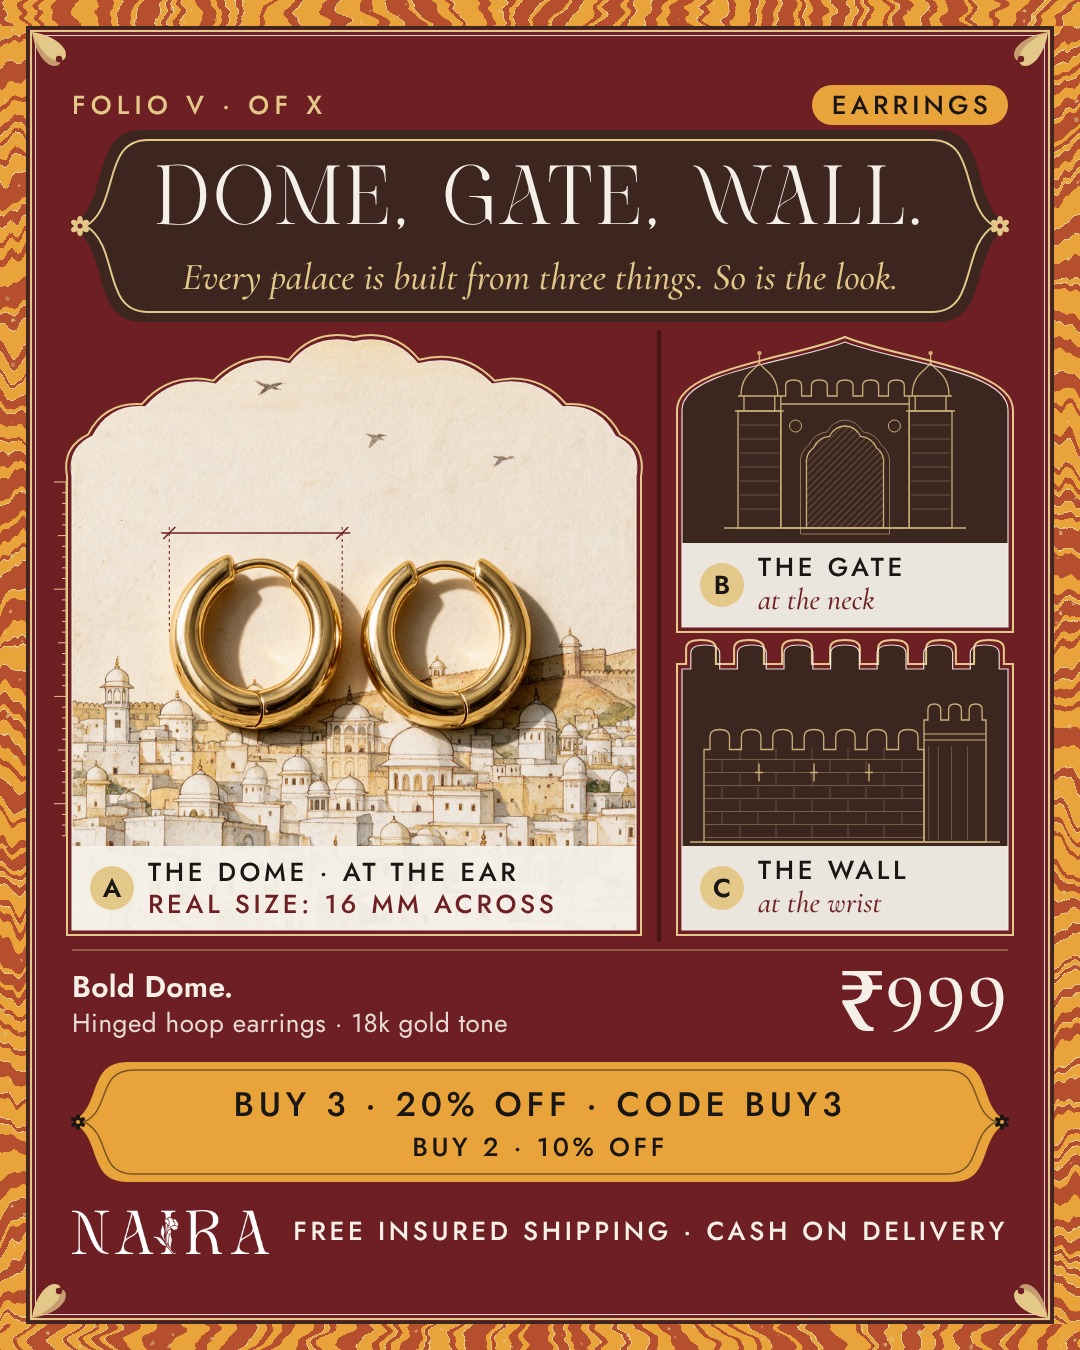 FOLIO V · OF X
EARRINGS
DOME, GATE, WALL.
Every palace is built from three things. So is the look.
B
THE GATE
at the neck
A
THE DOME · AT THE EAR
REAL SIZE: 16 MM ACROSS
C
THE WALL
at the wrist
Bold Dome.
Hinged hoop earrings · 18k gold tone
₹999
BUY 3 · 20% OFF · CODE BUY3
BUY 2 · 10% OFF
NAIRA
FREE INSURED SHIPPING · CASH ON DELIVERY